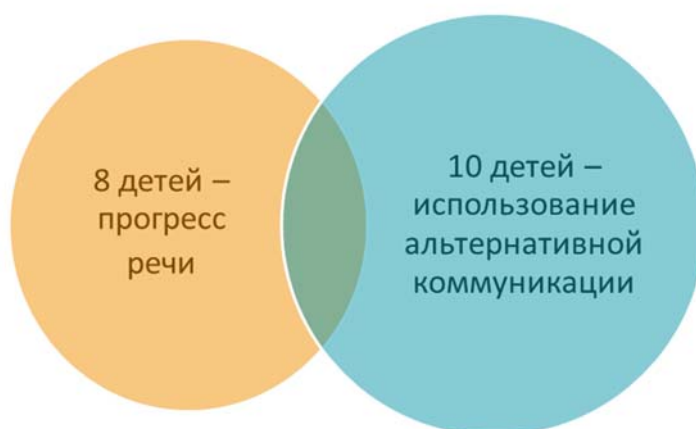 8 детей –
прогресс
речи
10 детей –
использование
альтернативной
коммуникации